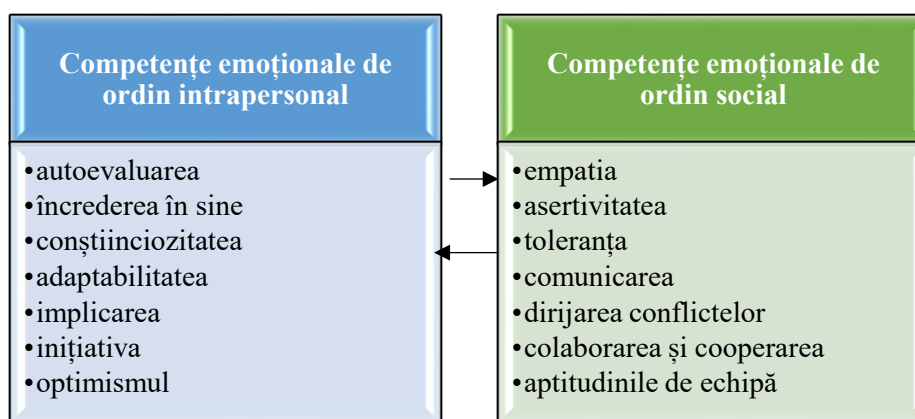 Competențe emoționale de
ordin intrapersonal
•autoevaluarea
•încrederea în sine
•conștiinciozitatea
•adaptabilitatea
•implicarea
•inițiativa
•optimismul
Competențe emoționale de
ordin social
•empatia
•asertivitatea
•toleranța
•comunicarea
•dirijarea conflictelor
•colaborarea și cooperarea
•aptitudinile de echipă